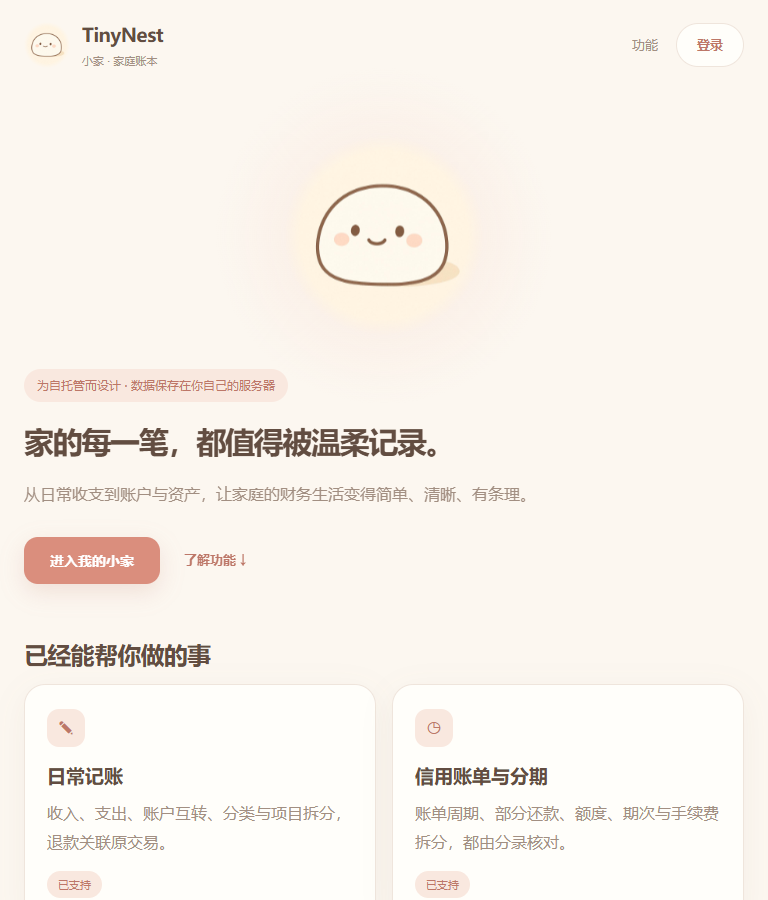 TinyNest
小家 · 家庭账本
功能
登录
为自托管而设计 · 数据保存在你自己的服务器
家的每一笔，都值得被温柔记录。
从日常收支到账户与资产，让家庭的财务生活变得简单、清晰、有条理。
进入我的小家
了解功能 ↓
已经能帮你做的事
日常记账
收入、支出、账户互转、分类与项目拆分，
退款关联原交易。
已支持
信用账单与分期
账单周期、部分还款、额度、期次与手续费
拆分，都由分录核对。
已支持